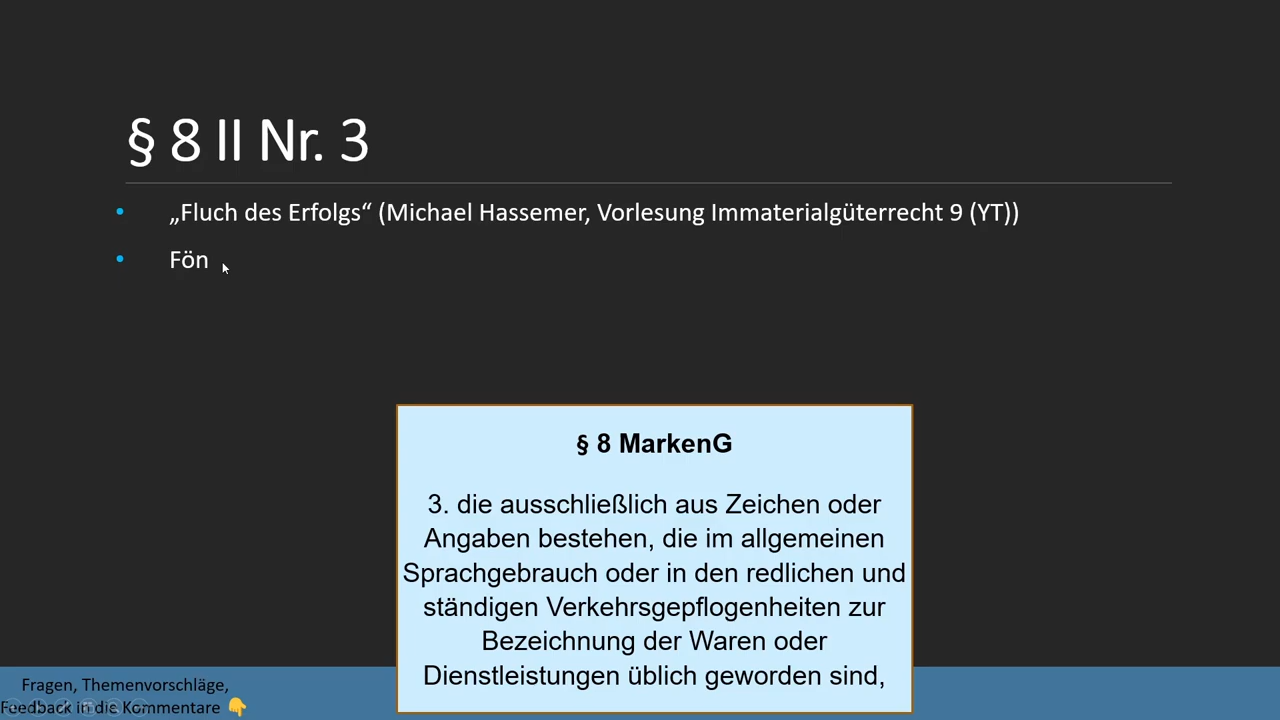 § 8 II Nr. 3
• „Fluch des Erfolgs“ (Michael Hassemer, Vorlesung Immaterialgüterrecht 9 (YT))
• Fön
§ 8 MarkenG
3. die ausschließlich aus Zeichen oder
Angaben bestehen, die im allgemeinen
Sprachgebrauch oder in den redlichen und
ständigen Verkehrsgepflogenheiten zur
Bezeichnung der Waren oder
Dienstleistungen üblich geworden sind,
Fragen, Themenvorschläge,
Feedback in die Kommentare 👇